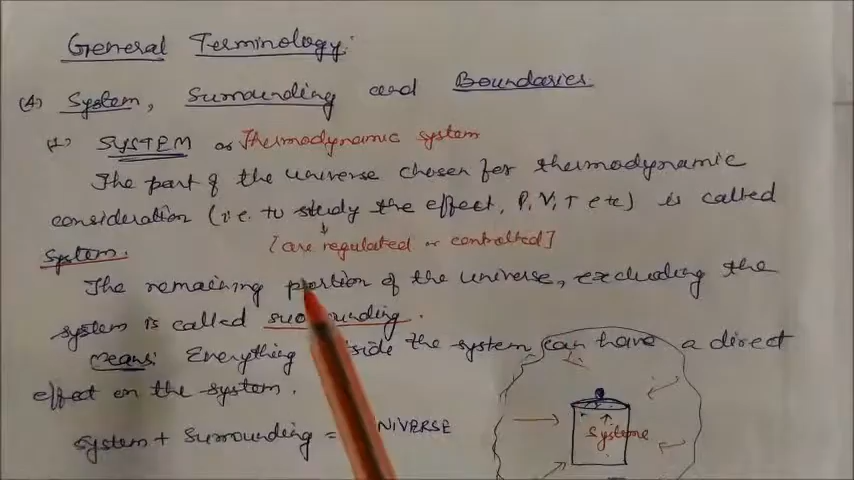 General Terminology:
(A) System, Surrounding and Boundaries.
(1) SYSTEM or Thermodynamic system
The part of the universe chosen for thermodynamic
consideration (i.e. to study the effect, P, V, T etc) is called
system.
[are regulated or controlled]
The remaining portion of the universe, excluding the
system is called surrounding.
Means: Everything the system can have a direct
effect on the system.
system + surrounding =
systeme